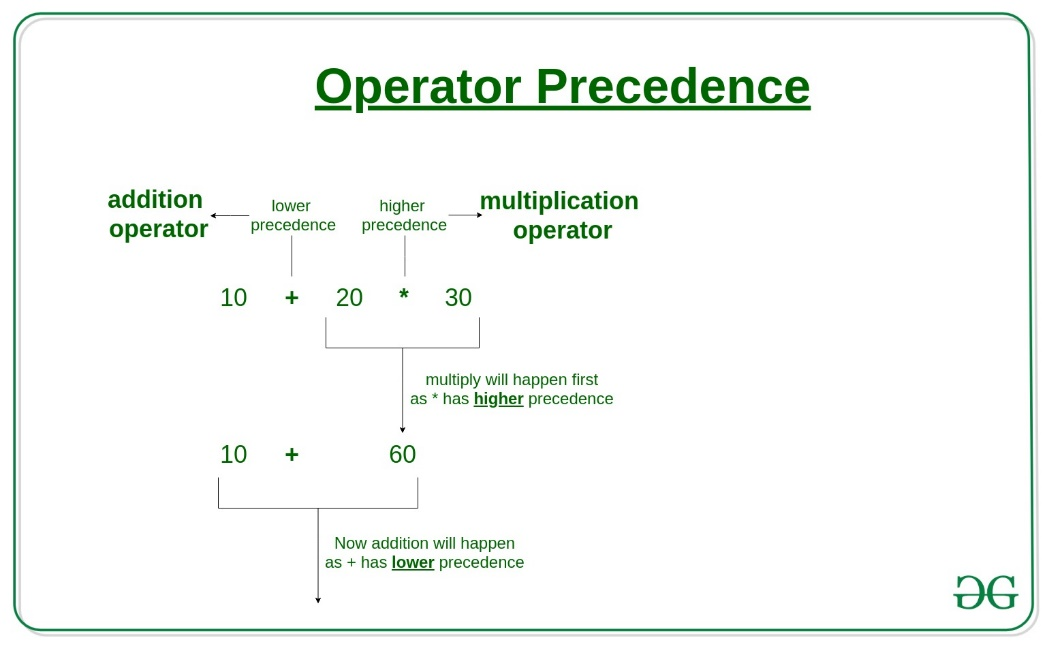 Operator Precedence
addition
operator
lower
precedence
higher
precedence
multiplication
operator
10 + 20 * 30
multiply will happen first
as * has higher precedence
10 + 60
Now addition will happen
as + has lower precedence